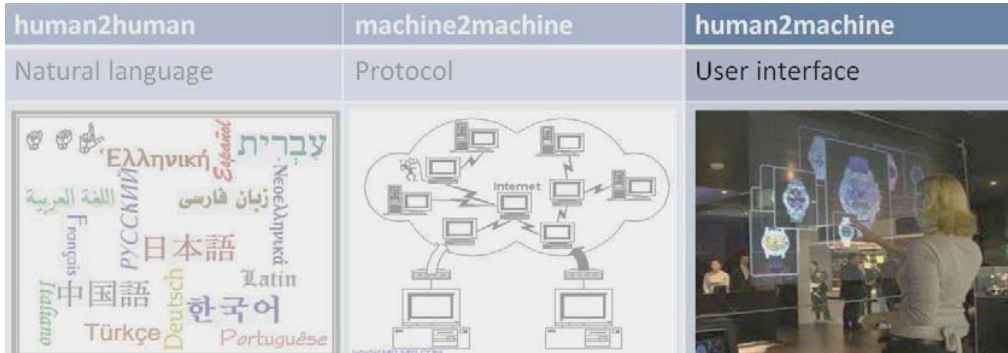 human2human
machine2machine
human2machine
Natural language
Protocol
User interface
Ελληνική
Español
עִבְרִית
اللغة العربية
РУССКИЙ
زبان فارسی
Νεοελληνικά
Français
日本語
Latin
Italiano
中国語
Deutsch
한국어
Türkçe
Portuguêse
Internet